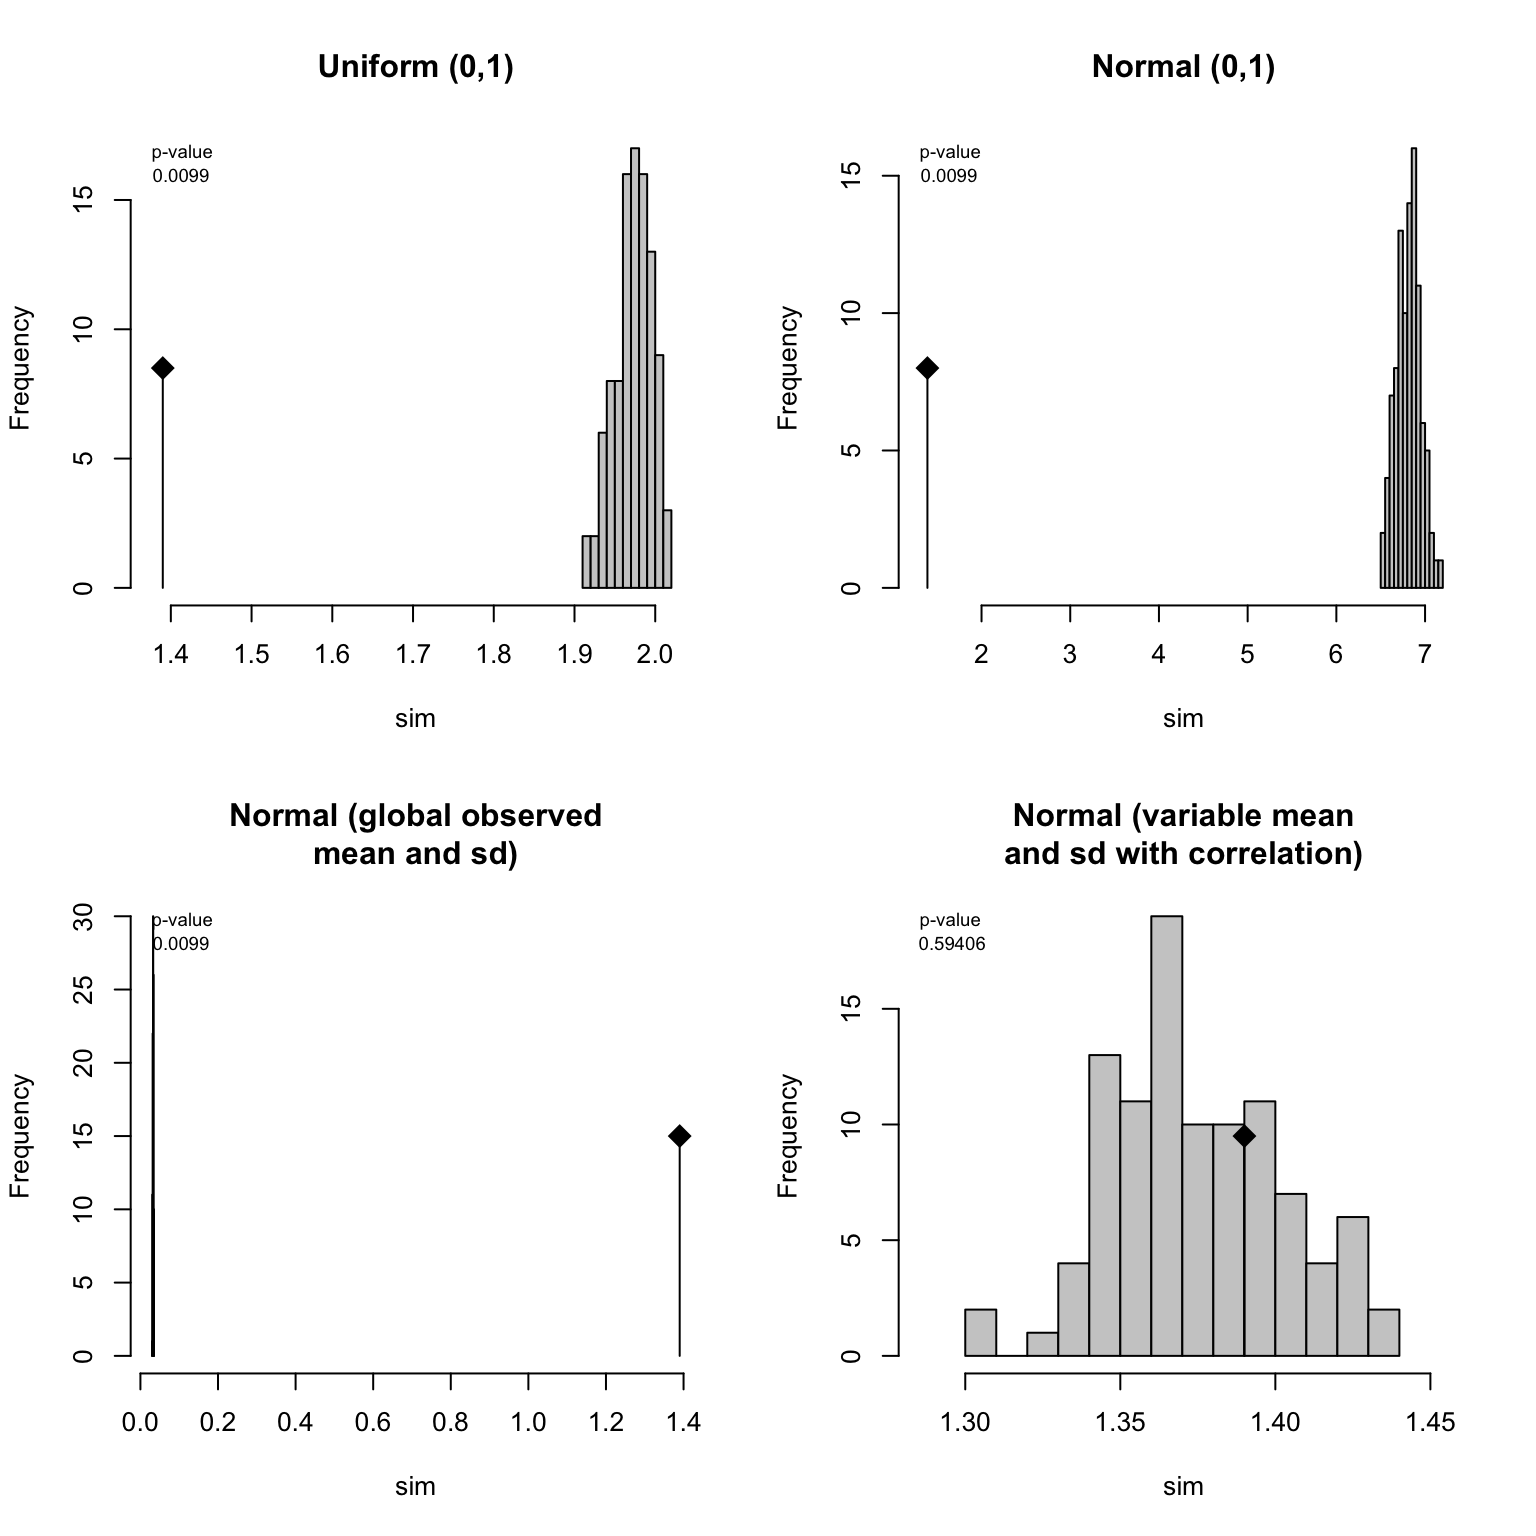 Uniform (0,1)
p-value
0.0099
Frequency
0 5 10 15
1.4 1.5 1.6 1.7 1.8 1.9 2.0
sim
Normal (0,1)
p-value
0.0099
Frequency
0 5 10 15
2 3 4 5 6 7
sim
Normal (global observed
mean and sd)
p-value
0.0099
Frequency
0 5 10 15 20 25 30
0.0 0.2 0.4 0.6 0.8 1.0 1.2 1.4
sim
Normal (variable mean
and sd with correlation)
p-value
0.59406
Frequency
0 5 10 15
1.30 1.35 1.40 1.45
sim